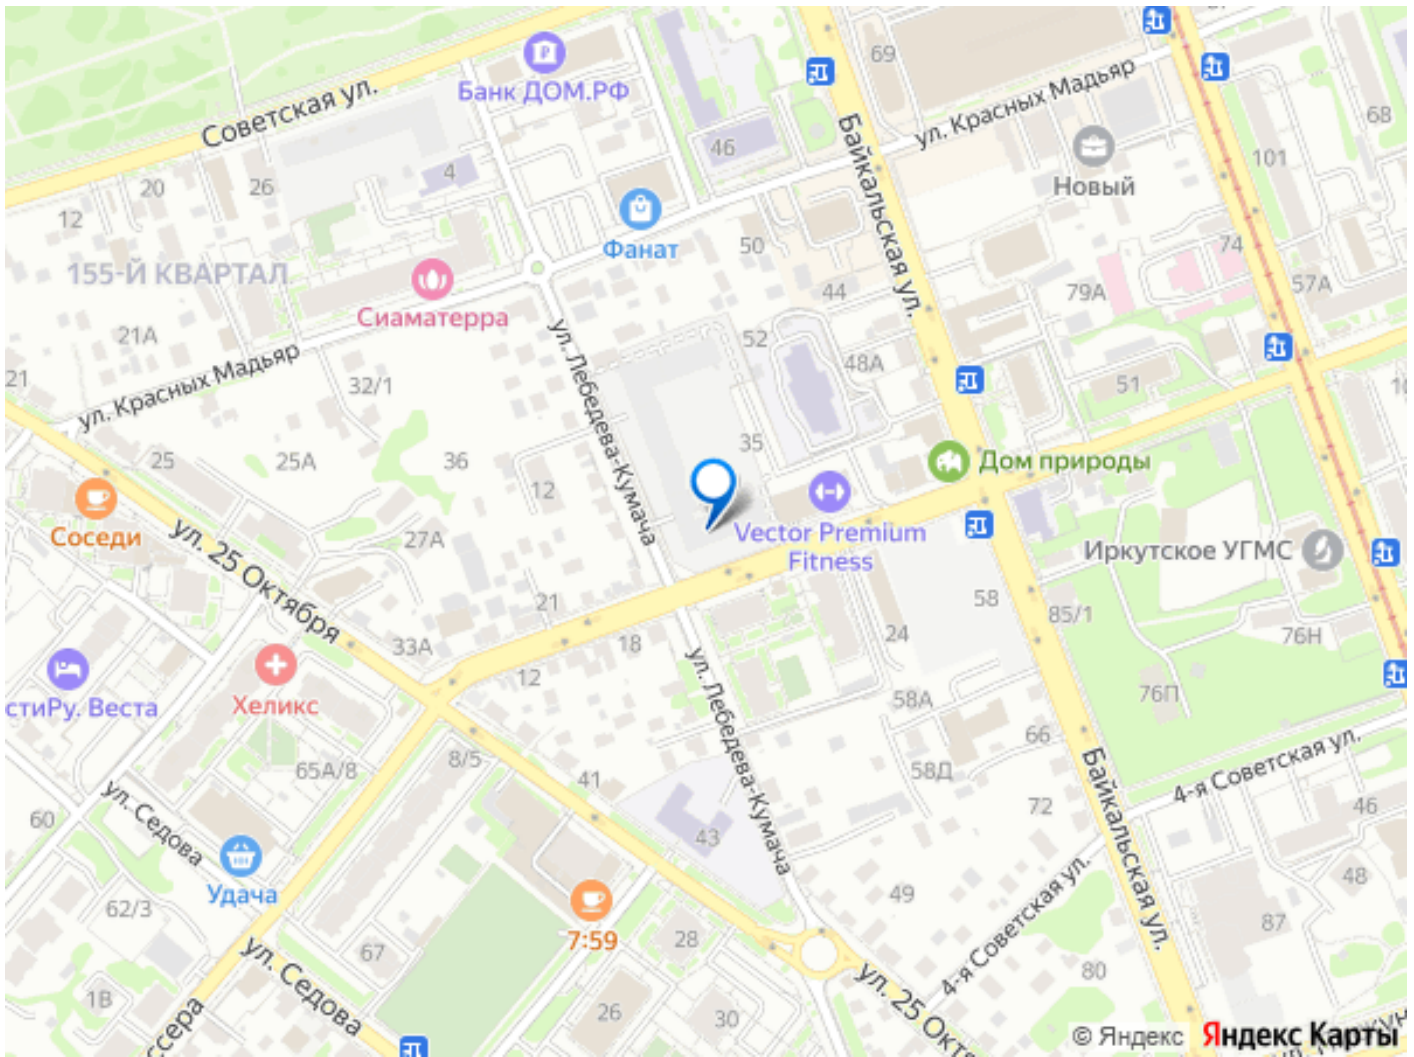 69
Банк ДОМ.РФ
Советская ул.
ул. Красных Мадьяр
68
46
101
4
20
26
Новый
12
Байкальская ул.
Фанат
50
74
155-Й КВАРТАЛ
Сиаматерра
44
79А
57А
21А
52
48А
51
21
ул. Красных Мадьяр
32/1
ул. Лебедева-Кумача
35
25
25А
36
Дом природы
12
Соседи
ул. 25 Октября
27А
Vector Premium
Fitness
Иркутское УГМС
58
21
85/1
33А
18
24
76Н
Хеликс
12
58А
76П
стиРу. Веста
ул. Лебедева-Кумача
66
8/5
65А/8
41
58Д
4-я Советская ул.
72
46
60
ул. Седова
43
Байкальская ул.
Удача
49
48
62/3
7:59
28
87
67
4-я Советская ул.
80
ул. Седова
ул. 25 Октя
1В
26
30
ссера
© Яндекс
Яндекс Карты